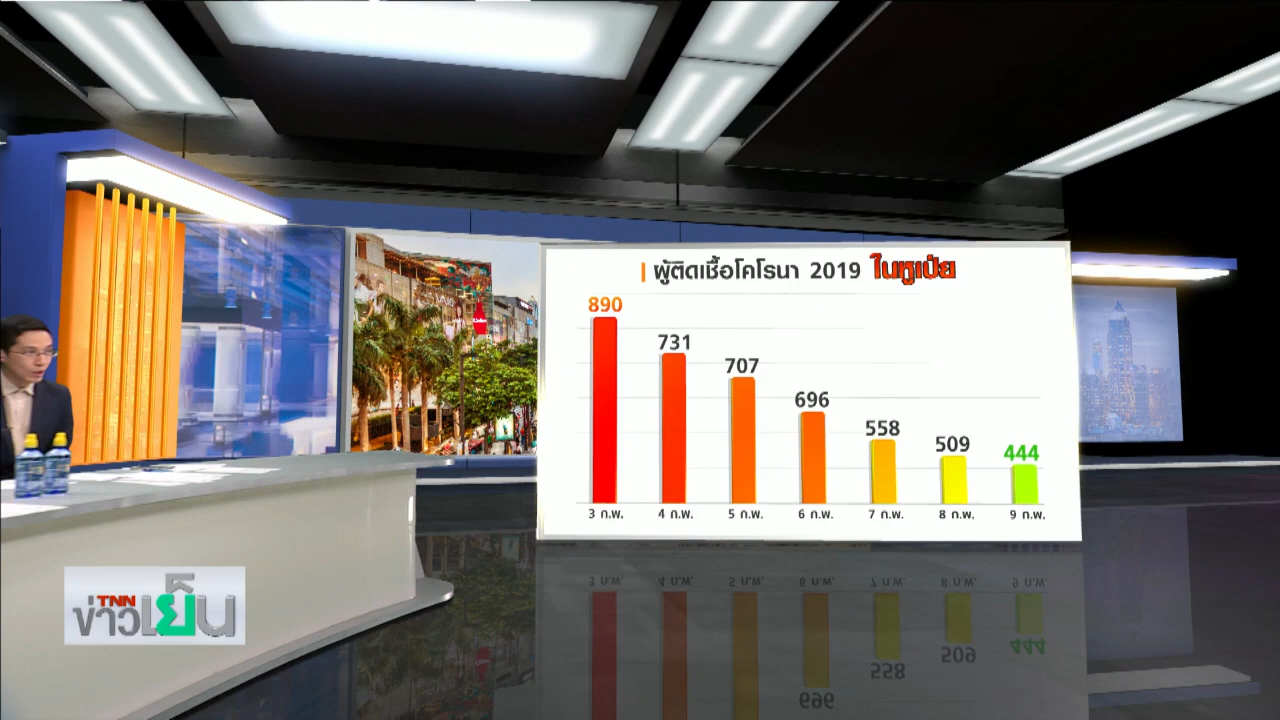 ผู้ติดเชื้อโคโรนา 2019 ในหูเป่ย
890
731
707
696
558
509
444
3 ก.พ.
4 ก.พ.
5 ก.พ.
6 ก.พ.
7 ก.พ.
8 ก.พ.
9 ก.พ.
TNN
ข่าวเย็น